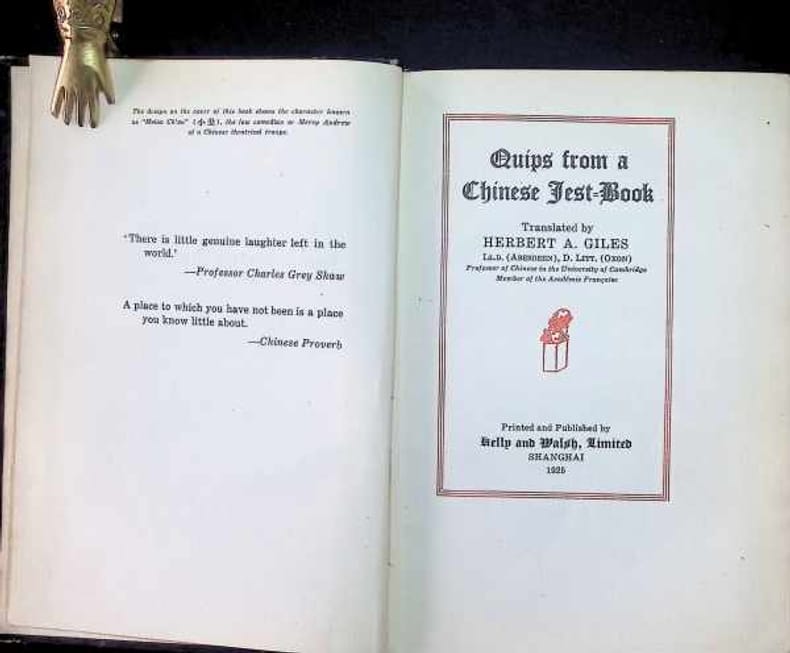 The design on the cover of this book shows the character known
as "Hsiao Ch'ou" (小丑), the low comedian or Merry Andrew
of a Chinese theatrical troupe.
'There is little genuine laughter left in the
world.'
—Professor Charles Grey Shaw
A place to which you have not been is a place
you know little about.
—Chinese Proverb
Quips from a
Chinese Jest-Book
Translated by
HERBERT A. GILES
LL.D. (ABERDEEN), D. LITT. (OXON)
Professor of Chinese in the University of Cambridge
Member of the Académie Française
Printed and Published by
Kelly and Walsh, Limited
SHANGHAI
1925